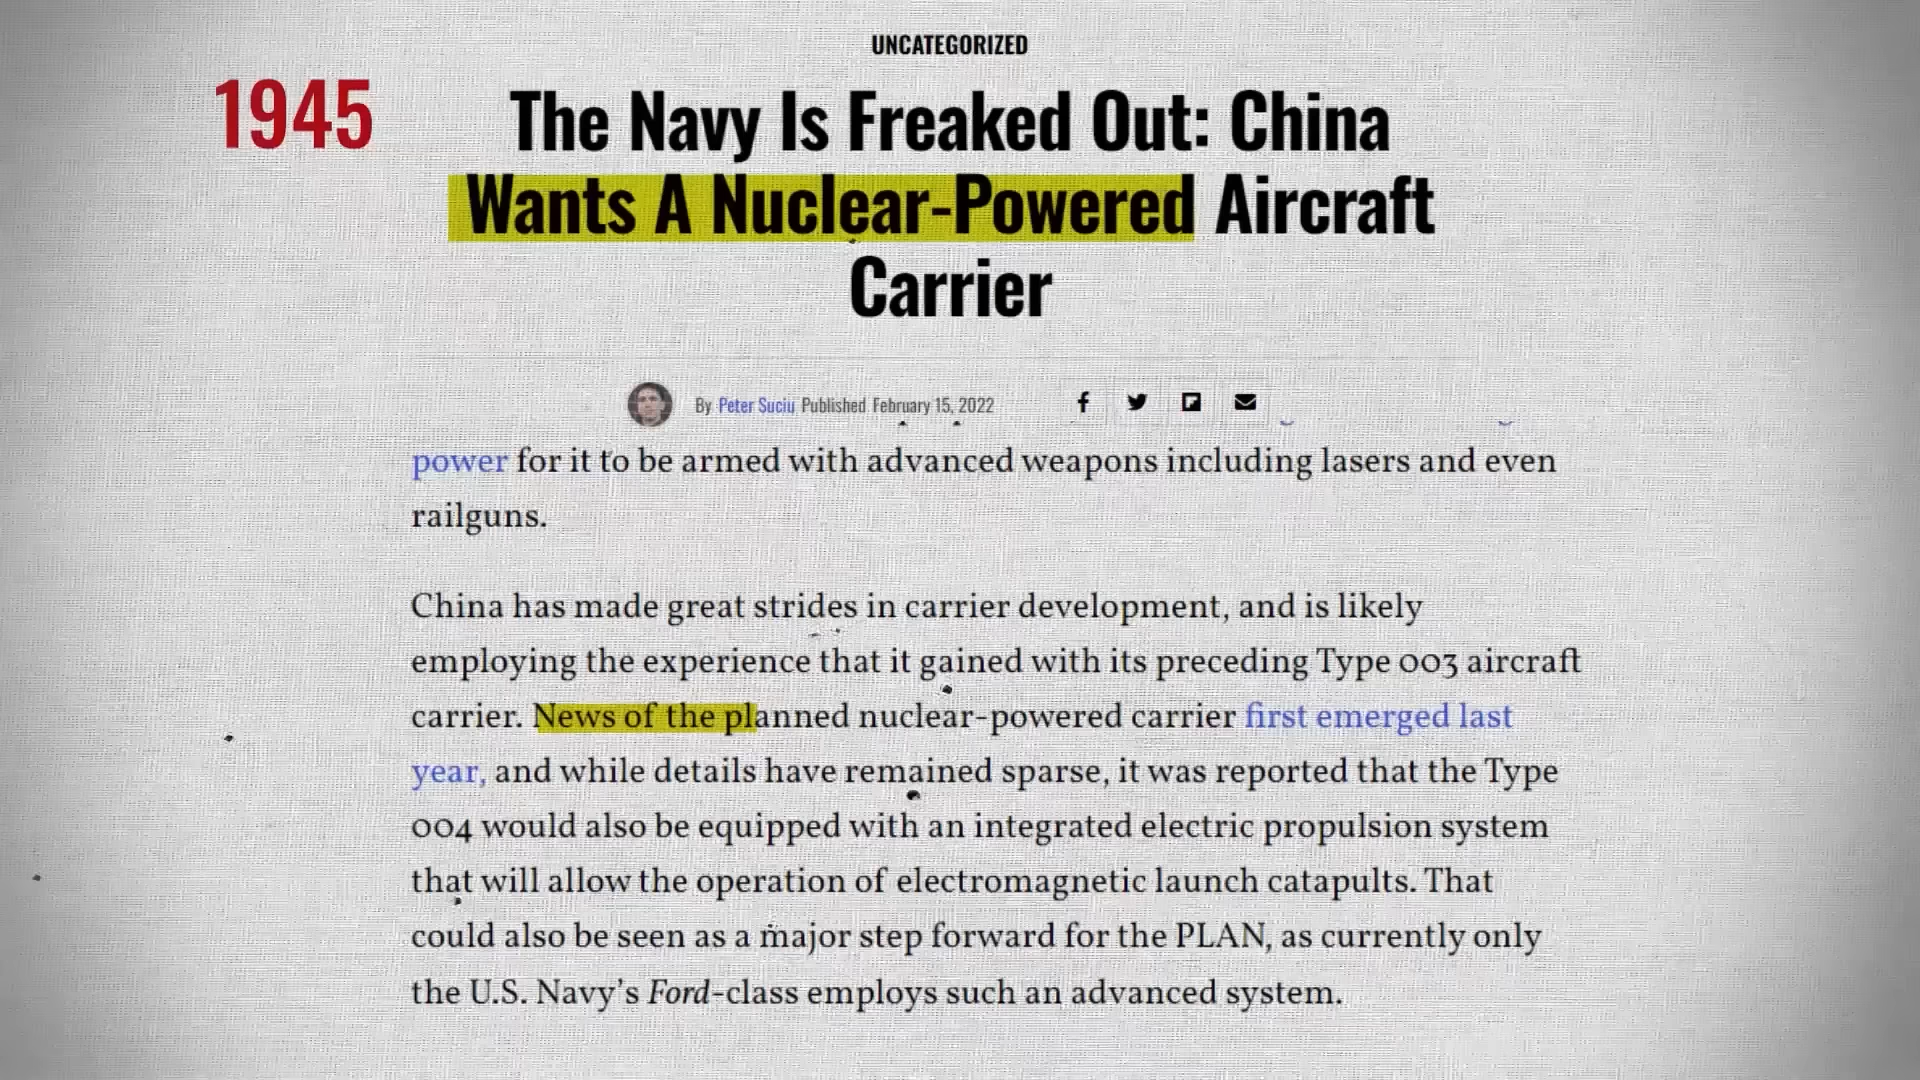 UNCATEGORIZED
1945
The Navy Is Freaked Out: China
Wants A Nuclear-Powered Aircraft
Carrier
By Peter Suciu Published February 15, 2022
power for it to be armed with advanced weapons including lasers and even
railguns.
China has made great strides in carrier development, and is likely
employing the experience that it gained with its preceding Type 003 aircraft
carrier. News of the planned nuclear-powered carrier first emerged last
year, and while details have remained sparse, it was reported that the Type
004 would also be equipped with an integrated electric propulsion system
that will allow the operation of electromagnetic launch catapults. That
could also be seen as a major step forward for the PLAN, as currently only
the U.S. Navy's Ford-class employs such an advanced system.